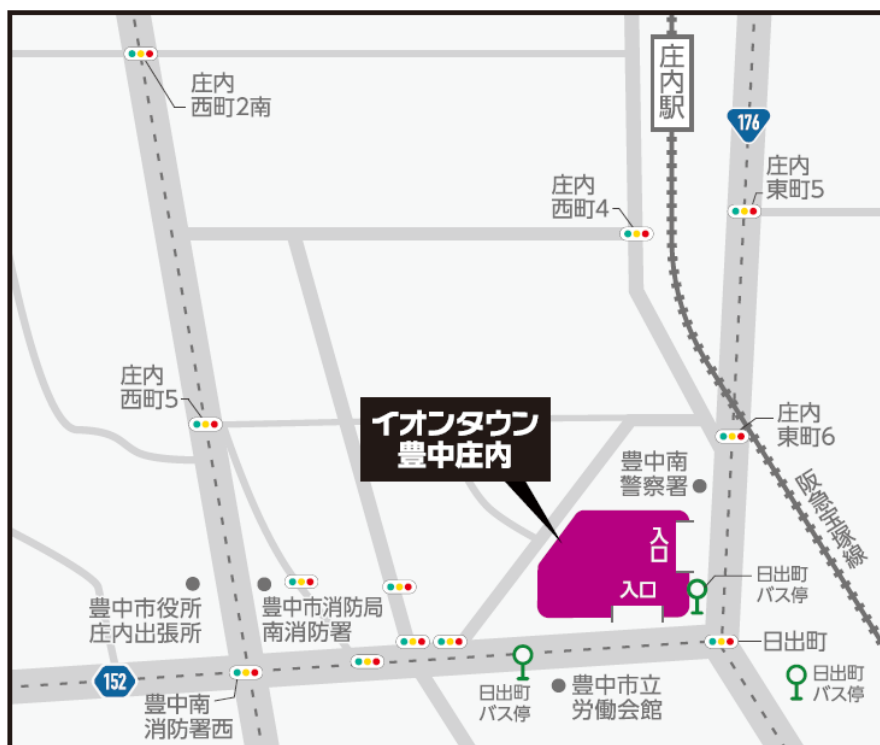 庄内
西町2南
庄内駅
176
庄内
東町5
庄内
西町4
庄内
西町5
イオンタウン
豊中庄内
庄内
東町6
豊中南
警察署
阪急宝塚線
入口
入口
日出町
バス停
豊中市役所
庄内出張所
豊中市消防局
南消防署
日出町
152
豊中南
消防署西
日出町
バス停
豊中市立
労働会館
日出町
バス停